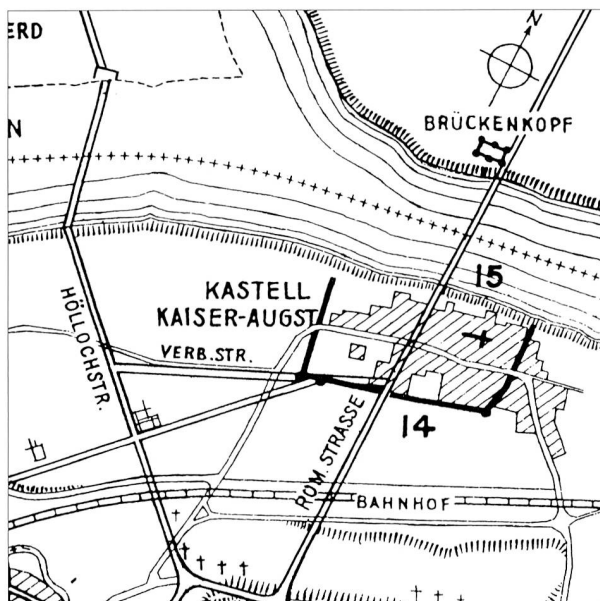 ERD
N
N
BRÜCKENKOPF
15
KASTELL
KAISER-AUGST
VERB.STR.
HÖLLOCHSTR.
14
RÖM.STRASSE
BAHNHOF